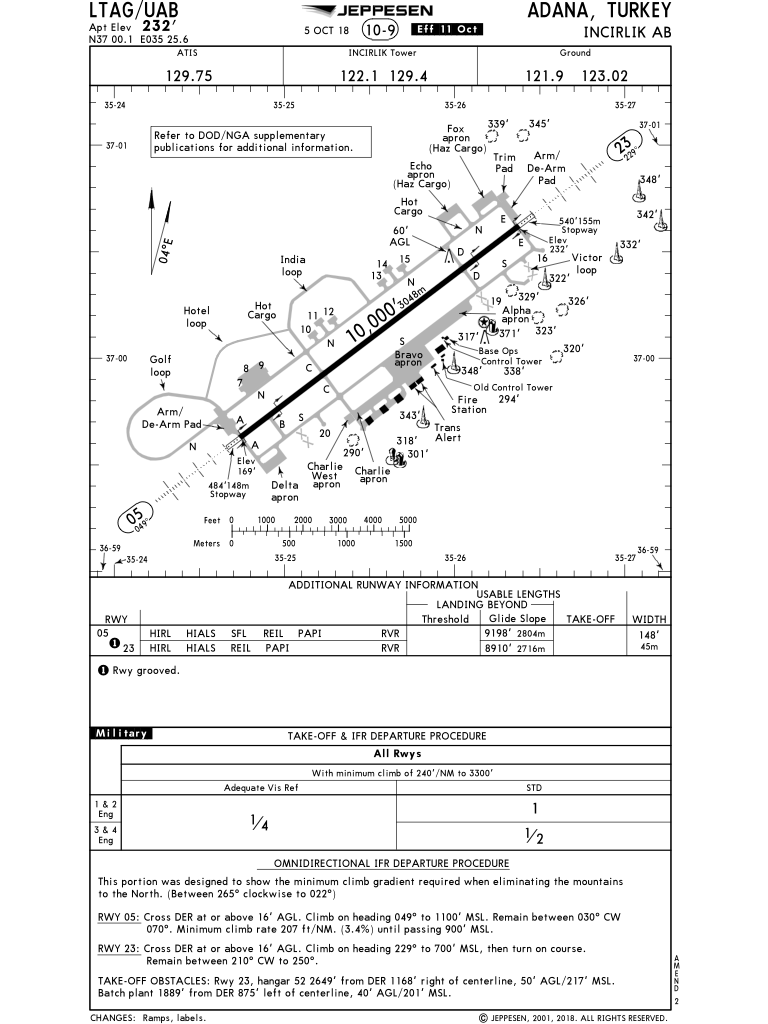 LTAG/UAB
Apt Elev 232'
N37 00.1 E035 25.6
JEPPESEN
5 OCT 18 10-9 Eff 11 Oct
ADANA, TURKEY
INCIRLIK AB
ATIS INCIRLIK Tower Ground
129.75 122.1 129.4 121.9 123.02
35-24 35-25 35-26 35-27
37-01 37-01
Refer to DOD/NGA supplementary
publications for additional information.
04°E
339' 345'
Fox
apron
(Haz Cargo)
Trim
Pad
Arm/
De-Arm
Pad
23
229°
Echo
apron
(Haz Cargo)
Hot
Cargo
60'
AGL
348'
342'
332'
540'155m
Stopway
Elev
232'
E
E
N
D
D
S
16
Victor
loop
322'
329'
326'
323'
320'
19
Alpha
apron
371'
317'
India
loop
14
13
15
N
10,000' 3048m
Hot
Cargo
11 12
10
N
S
C
C
Hotel
loop
Golf
loop
8 9
7
N
Bravo
apron
Base Ops
Control Tower
338'
348'
Old Control Tower
294'
Fire
Station
37-00 37-00
Arm/
De-Arm Pad
A
A
B
S
20
N
Elev
169'
484'148m
Stopway
Delta
apron
Charlie
West
apron
Charlie
apron
290'
343'
318'
301'
Trans
Alert
05
049°
Feet 0 1000 2000 3000 4000 5000
Meters 0 500 1000 1500
36-59 36-59
35-24 35-25 35-26 35-27
ADDITIONAL RUNWAY INFORMATION
USABLE LENGTHS
LANDING BEYOND
RWY Threshold Glide Slope TAKE-OFF WIDTH
05 HIRL HIALS SFL REIL PAPI RVR 9198' 2804m 148'
1 23 HIRL HIALS REIL PAPI RVR 8910' 2716m 45m
1 Rwy grooved.
Military TAKE-OFF & IFR DEPARTURE PROCEDURE
All Rwys
With minimum climb of 240'/NM to 3300'
Adequate Vis Ref STD
1 & 2
Eng
1/4 1
3 & 4
Eng
1/2
OMNIDIRECTIONAL IFR DEPARTURE PROCEDURE
This portion was designed to show the minimum climb gradient required when eliminating the mountains
to the North. (Between 265° clockwise to 022°)
RWY 05: Cross DER at or above 16' AGL. Climb on heading 049° to 1100' MSL. Remain between 030° CW
070°. Minimum climb rate 207 ft/NM. (3.4%) until passing 900' MSL.
RWY 23: Cross DER at or above 16' AGL. Climb on heading 229° to 700' MSL, then turn on course.
Remain between 210° CW to 250°.
TAKE-OFF OBSTACLES: Rwy 23, hangar 52 2649' from DER 1168' right of centerline, 50' AGL/217' MSL.
Batch plant 1889' from DER 875' left of centerline, 40' AGL/201' MSL.
AMEND 2
CHANGES: Ramps, labels. © JEPPESEN, 2001, 2018. ALL RIGHTS RESERVED.